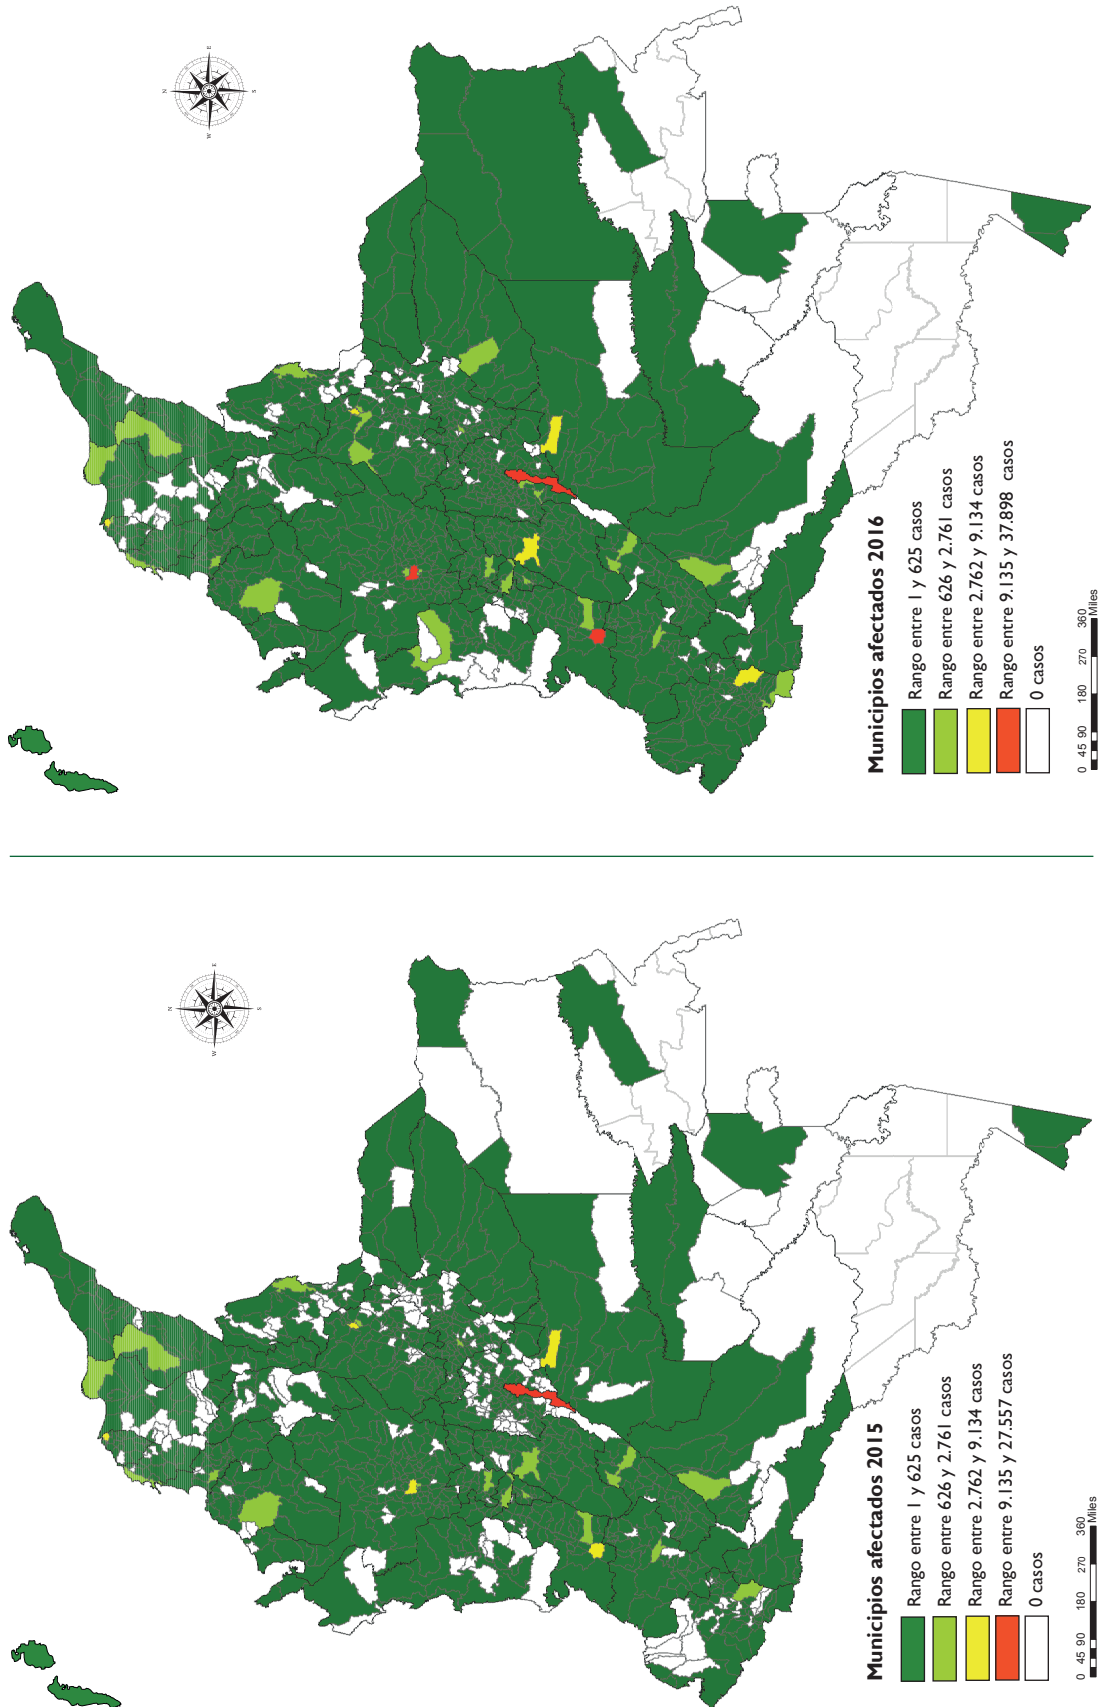 N
W
E
S
Municipios afectados 2015
Rango entre 1 y 625 casos
Rango entre 626 y 2.761 casos
Rango entre 2.762 y 9.134 casos
Rango entre 9.135 y 27.557 casos
0 casos
0 45 90 180 270 360
Miles
N
W
E
S
Municipios afectados 2016
Rango entre 1 y 625 casos
Rango entre 626 y 2.761 casos
Rango entre 2.762 y 9.134 casos
Rango entre 9.135 y 37.898 casos
0 casos
0 45 90 180 270 360
Miles